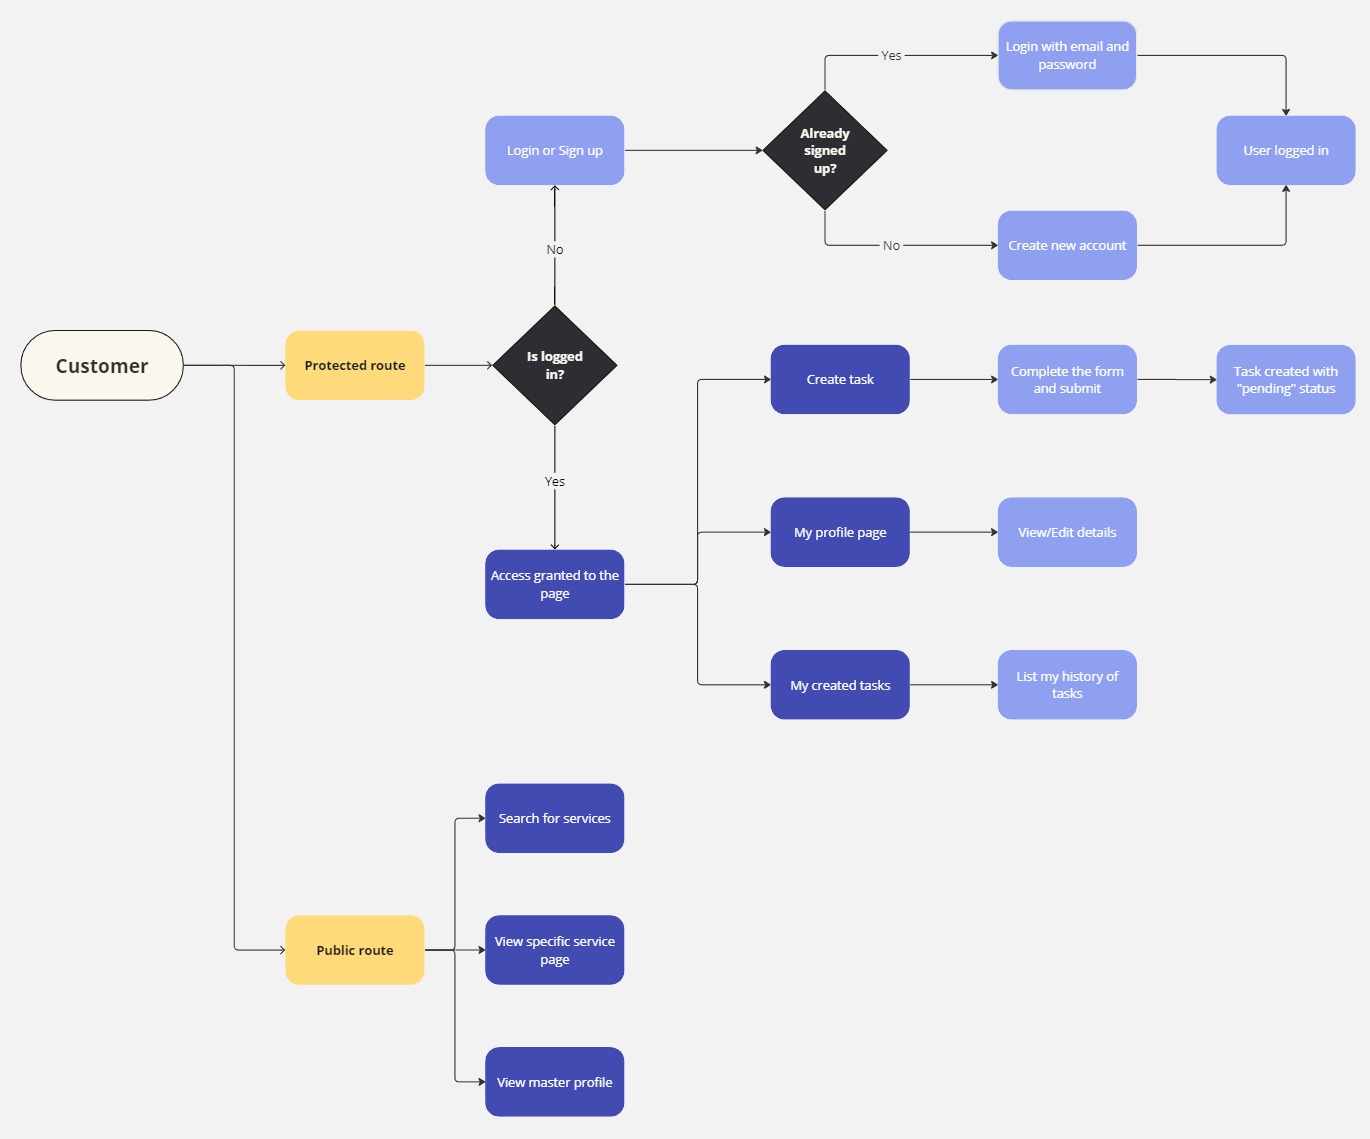 Yes
Login with email and
password
Already
signed
up?
Login or Sign up
User logged in
No
Create new account
No
Customer
Protected route
Is logged
in?
Create task
Complete the form
and submit
Task created with
"pending" status
Yes
My profile page
View/Edit details
Access granted to the
page
My created tasks
List my history of
tasks
Search for services
Public route
View specific service
page
View master profile